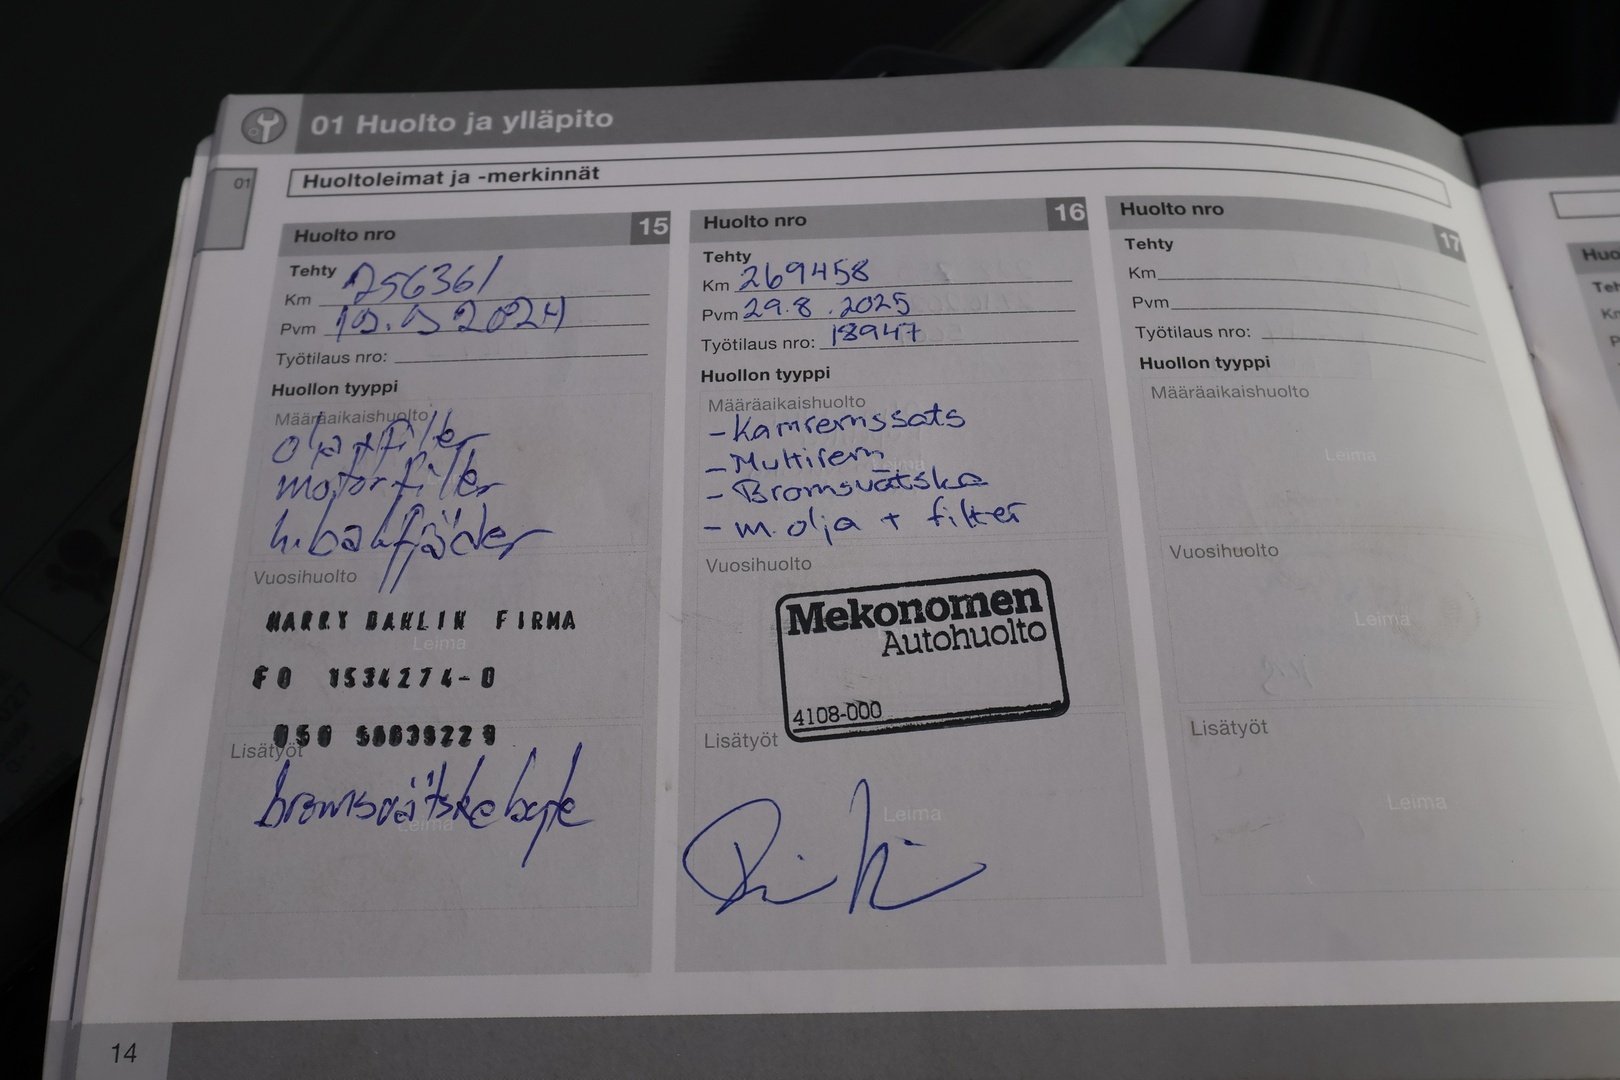 01 Huolto ja ylläpito
01
Huoltoleimat ja -merkinnät
Huolto nro 15
Tehty
Km 256361
Pvm 2024
Työtilaus nro:
Huollon tyyppi
Määräaikaishuolto
olja+filter
motorfilter
h.bakfjäder
Vuosihuolto
HARRY DAHLIN FIRMA
Leima
FO 1534274-0
Lisätyöt
bromsvätskebyte
Leima
Huolto nro 16
Tehty
Km 269458
Pvm 29.8.2025
Työtilaus nro: 18947
Huollon tyyppi
Määräaikaishuolto
- Kamremssats
- Multirem
- Bromsvätska
- m.olja + filter
Vuosihuolto
Mekonomen
Autohuolto
4108-000
Lisätyöt
Leima
Huolto nro 17
Tehty
Km
Pvm
Työtilaus nro:
Huollon tyyppi
Määräaikaishuolto
Leima
Vuosihuolto
Leima
Lisätyöt
Leima
14